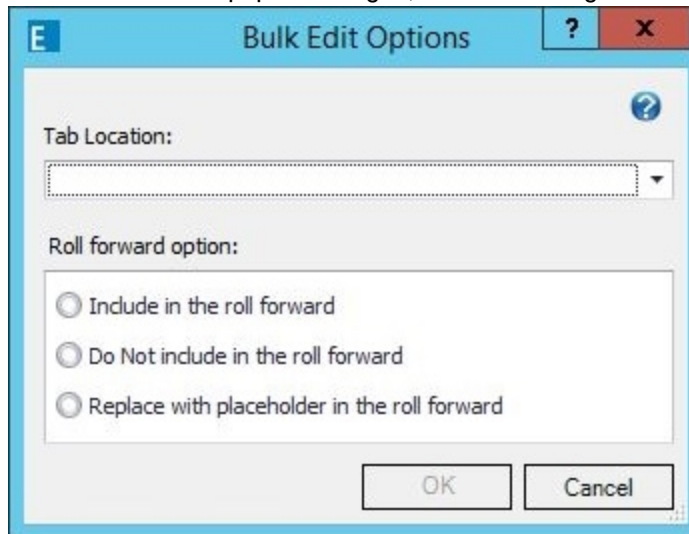 E Bulk Edit Options ? x
?
Tab Location:
Roll forward option:
Include in the roll forward
Do Not include in the roll forward
Replace with placeholder in the roll forward
OK Cancel